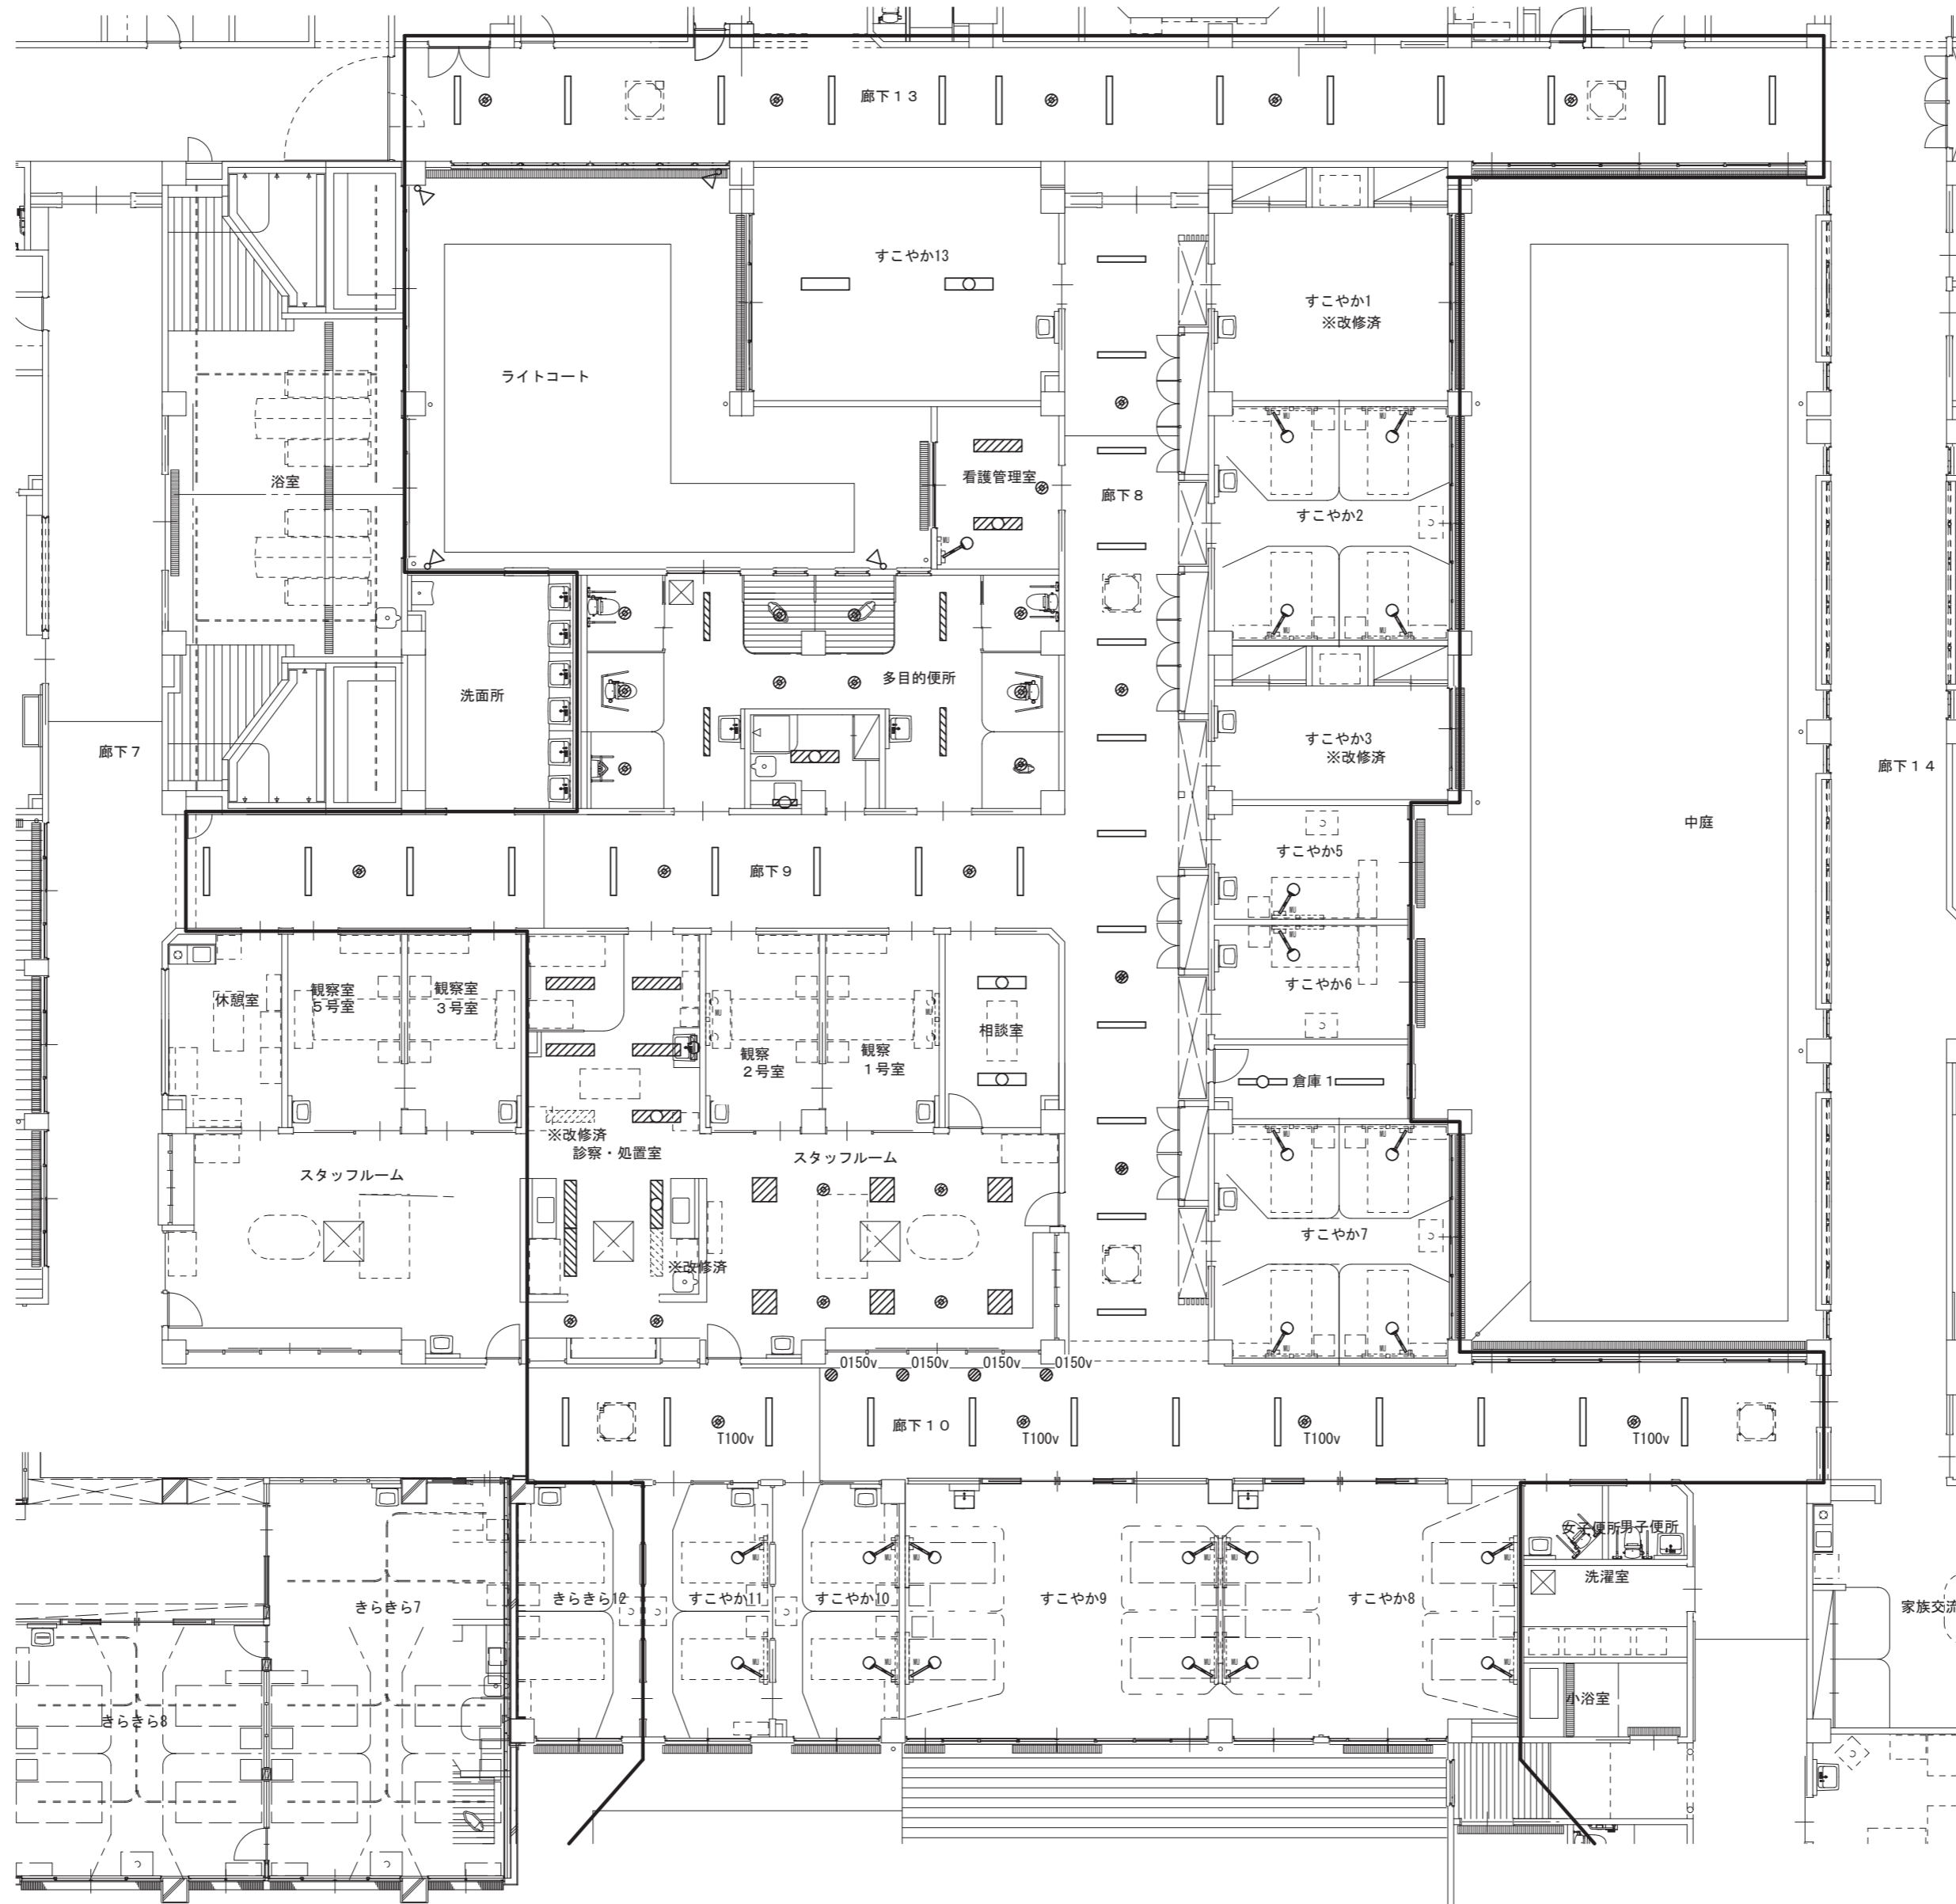 廊下13
すこやか13
すこやか1
※改修済
ライトコート
看護管理室
浴室
廊下8
すこやか2
多目的便所
洗面所
すこやか3
※改修済
廊下7
廊下14
中庭
すこやか5
廊下9
すこやか6
休憩室
観察室
5号室
観察室
3号室
観察
2号室
観察
1号室
相談室
倉庫1
※改修済
診察・処置室
スタッフルーム
スタッフルーム
すこやか7
※改修済
0150v
0150v
0150v
0150v
廊下10
T100v
T100v
T100v
T100v
女子便所
男子便所
洗濯室
きらきら7
きらきら12
すこやか11
すこやか10
すこやか9
すこやか8
家族交流
小浴室
きらきら8